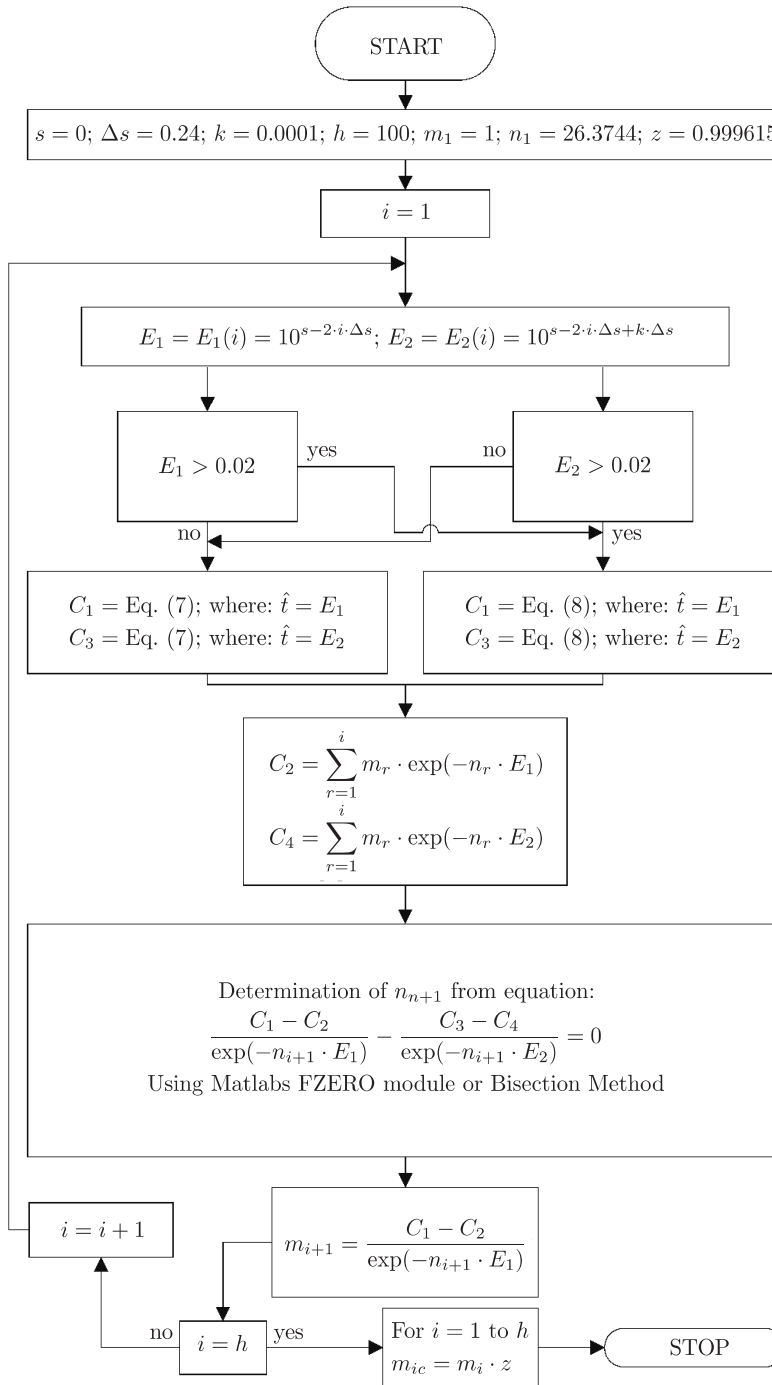 START
s = 0; Δs = 0.24; k = 0.0001; h = 100; m₁ = 1; n₁ = 26.3744; z = 0.999615
i = 1
E₁ = E₁(i) = 10^{s−2·i·Δs}; E₂ = E₂(i) = 10^{s−2·i·Δs+k·Δs}
E₁ > 0.02
yes
no
E₂ > 0.02
no
yes
C₁ = Eq. (7); where: t̂ = E₁
C₃ = Eq. (7); where: t̂ = E₂
C₁ = Eq. (8); where: t̂ = E₁
C₃ = Eq. (8); where: t̂ = E₂
C₂ = \sum_{r=1}^{i} m_r · exp(−n_r · E₁)
C₄ = \sum_{r=1}^{i} m_r · exp(−n_r · E₂)
Determination of n_{n+1} from equation:
\frac{C₁ − C₂}{exp(−n_{i+1} · E₁)} − \frac{C₃ − C₄}{exp(−n_{i+1} · E₂)} = 0
Using Matlabs FZERO module or Bisection Method
i = i + 1
m_{i+1} = \frac{C₁ − C₂}{exp(−n_{i+1} · E₁)}
no
i = h
yes
For i = 1 to h
m_{ic} = m_i · z
STOP